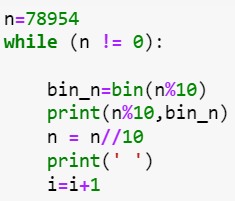 n=78954
while (n != 0):
    bin_n=bin(n%10)
    print(n%10,bin_n)
    n = n//10
    print(' ')
    i=i+1